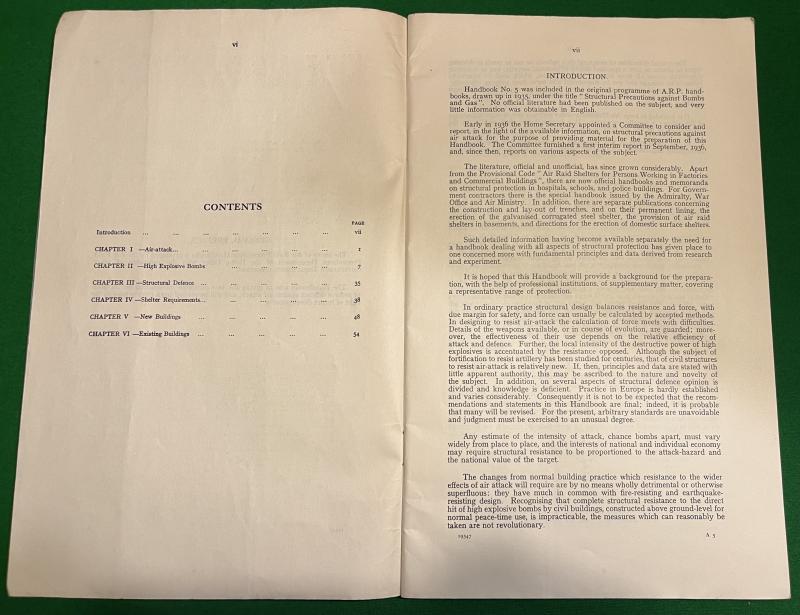 vi
CONTENTS
PAGE
Introduction ... ... ... ... ... ... ... vii
CHAPTER I —Air-attack... ... ... ... ... ... 1
CHAPTER II —High Explosive Bombs ... ... ... ... 7
CHAPTER III —Structural Defence ... ... ... ... ... 35
CHAPTER IV —Shelter Requirements... ... ... ... ... 38
CHAPTER V —New Buildings ... ... ... ... ... 48
CHAPTER VI —Existing Buildings ... ... ... ... ... 54
vii
INTRODUCTION
Handbook No. 5 was included in the original programme of A.R.P. hand-
books, drawn up in 1935, under the title "Structural Precautions against Bombs
and Gas". No official literature had been published on the subject, and very
little information was obtainable in English.
Early in 1936 the Home Secretary appointed a Committee to consider and
report, in the light of the available information, on structural precautions against
air attack for the purpose of providing material for the preparation of this
Handbook. The Committee furnished a first interim report in September, 1936,
and, since then, reports on various aspects of the subject.
The literature, official and unofficial, has since grown considerably. Apart
from the Provisional Code "Air Raid Shelters for Persons Working in Factories
and Commercial Buildings", there are now official handbooks and memoranda
on structural protection in hospitals, schools, and police buildings. For Govern-
ment contractors there is the special handbook issued by the Admiralty, War
Office and Air Ministry. In addition, there are separate publications concerning
the construction and lay-out of trenches, and on their permanent lining, the
erection of the galvanised corrugated steel shelter, the provision of air raid
shelters in basements, and directions for the erection of domestic surface shelters.
Such detailed information having become available separately the need for
a handbook dealing with all aspects of structural protection has given place to
one concerned more with fundamental principles and data derived from research
and experiment.
It is hoped that this Handbook will provide a background for the prepara-
tion, with the help of professional institutions, of supplementary matter, covering
a representative range of protection.
In ordinary practice structural design balances resistance and force, with
due margin for safety, and force can usually be calculated by accepted methods.
In designing to resist air-attack the calculation of force meets with difficulties.
Details of the weapons available, or in course of evolution, are guarded; more-
over, the effectiveness of their use depends on the relative efficiency of
attack and defence. Further, the local intensity of the destructive power of high
explosives is accentuated by the resistance opposed. Although the subject of
fortification to resist artillery has been studied for centuries, that of civil structures
to resist air-attack is relatively new. If, then, principles and data are stated with
little apparent authority, this may be ascribed to the nature and novelty of
the subject. In addition, on several aspects of structural defence opinion is
divided and knowledge is deficient. Practice in Europe is hardly established
and varies considerably. Consequently it is not to be expected that the recom-
mendations and statements in this Handbook are final; indeed, it is probable
that many will be revised. For the present, arbitrary standards are unavoidable
and judgment must be exercised to an unusual degree.
Any estimate of the intensity of attack, chance bombs apart, must vary
widely from place to place, and the interests of national and individual economy
may require structural resistance to be proportioned to the attack-hazard and
the national value of the target.
The changes from normal building practice which resistance to the wider
effects of air attack will require are by no means wholly detrimental or otherwise
superfluous: they have much in common with fire-resisting and earthquake-
resisting design. Recognising that complete structural resistance to the direct
hit of high explosive bombs by civil buildings, constructed above ground-level for
normal peace-time use, is impracticable, the measures which can reasonably be
taken are not revolutionary.
19347 A 5